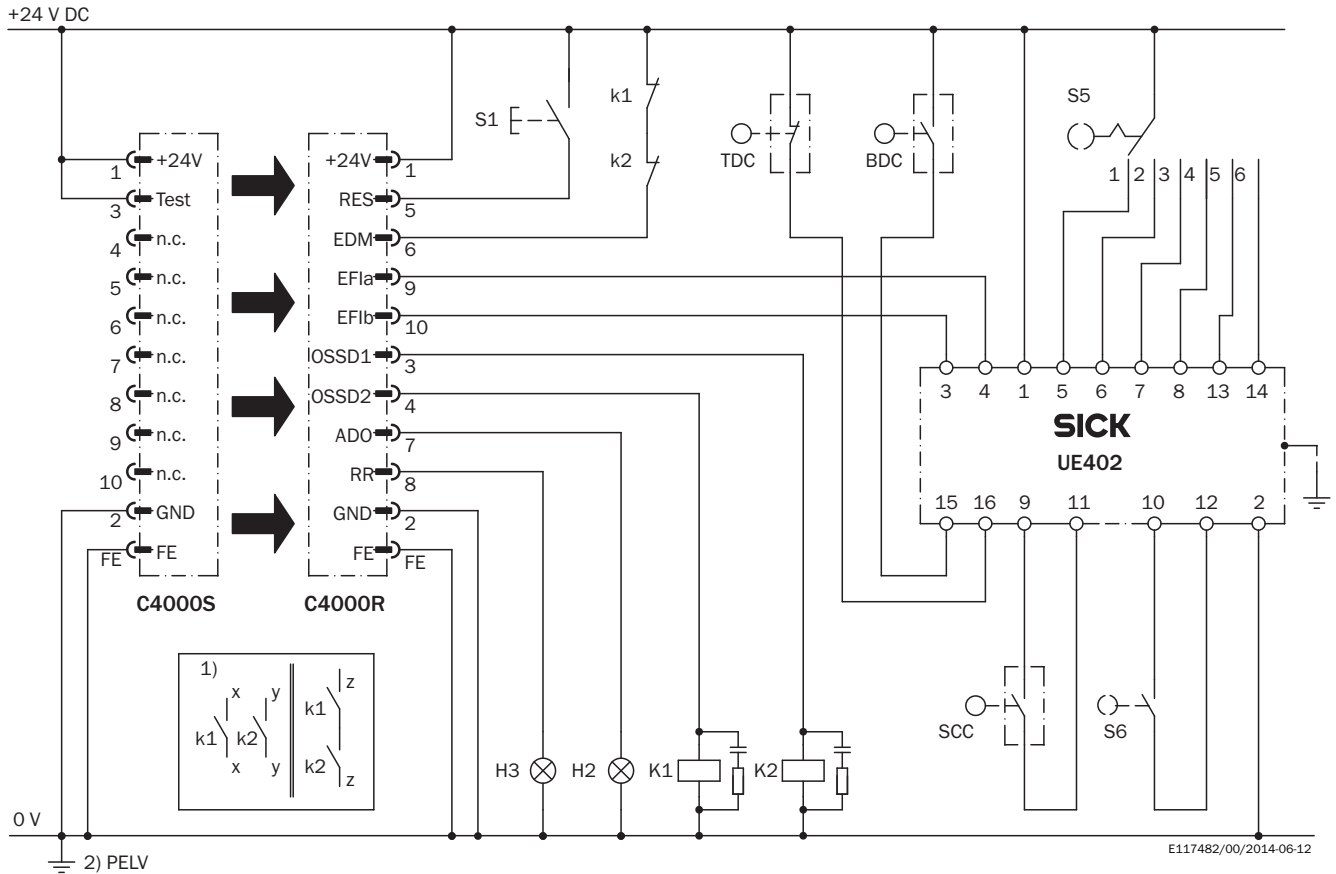 +24 V DC
k1
k2
S1
TDC
BDC
S5
1 2 3 4 5 6
1 +24V
3 Test
4 n.c.
5 n.c.
6 n.c.
7 n.c.
8 n.c.
9 n.c.
10 n.c.
2 GND
FE FE
C4000S
+24V 1
RES 5
EDM 6
EFIa 9
EFIb 10
OSSD1 3
OSSD2 4
ADO 7
RR 8
GND 2
FE FE
C4000R
3 4 1 5 6 7 8 13 14
SICK
UE402
15 16 9 11 10 12 2
SCC
S6
1)
x y z
k1 k2 k1
x y
k2 z
H3 H2 K1 K2
0 V
2) PELV
E117482/00/2014-06-12